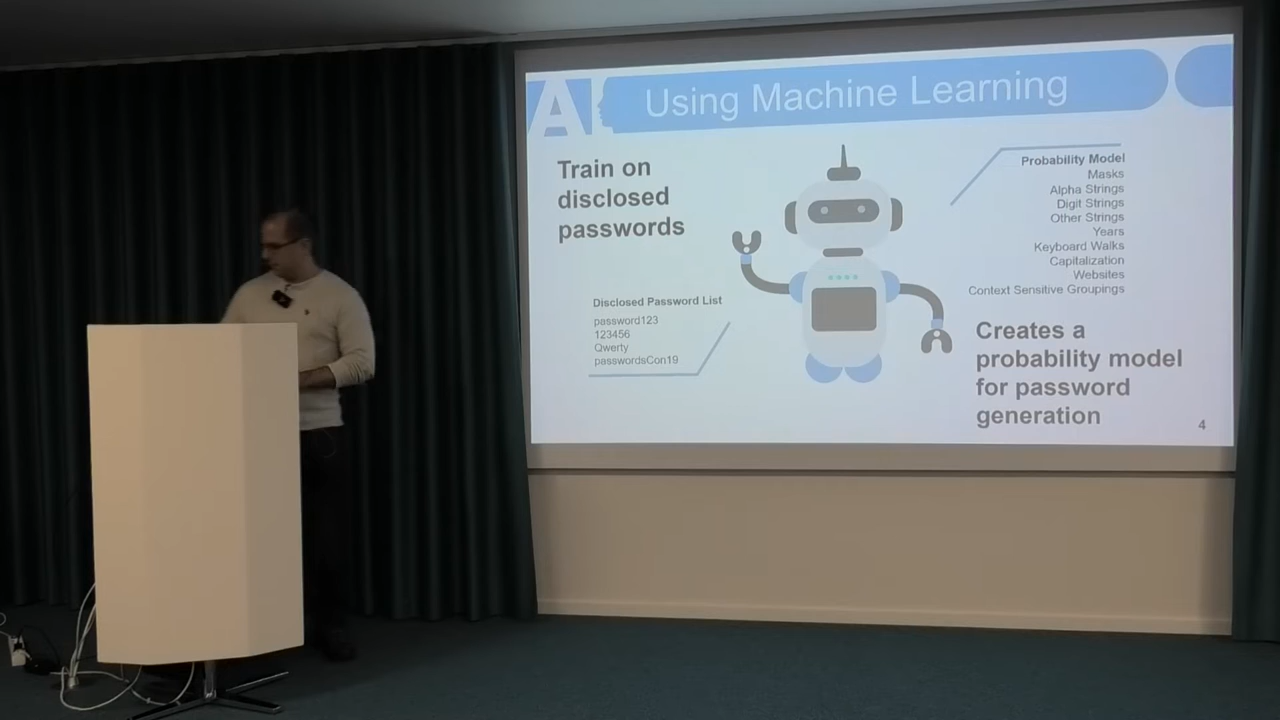 AI
Using Machine Learning
Train on
disclosed
passwords
Disclosed Password List
password123
123456
Qwerty
passwordsCon19
Probability Model
Masks
Alpha Strings
Digit Strings
Other Strings
Years
Keyboard Walks
Capitalization
Websites
Context Sensitive Groupings
Creates a
probability model
for password
generation
4